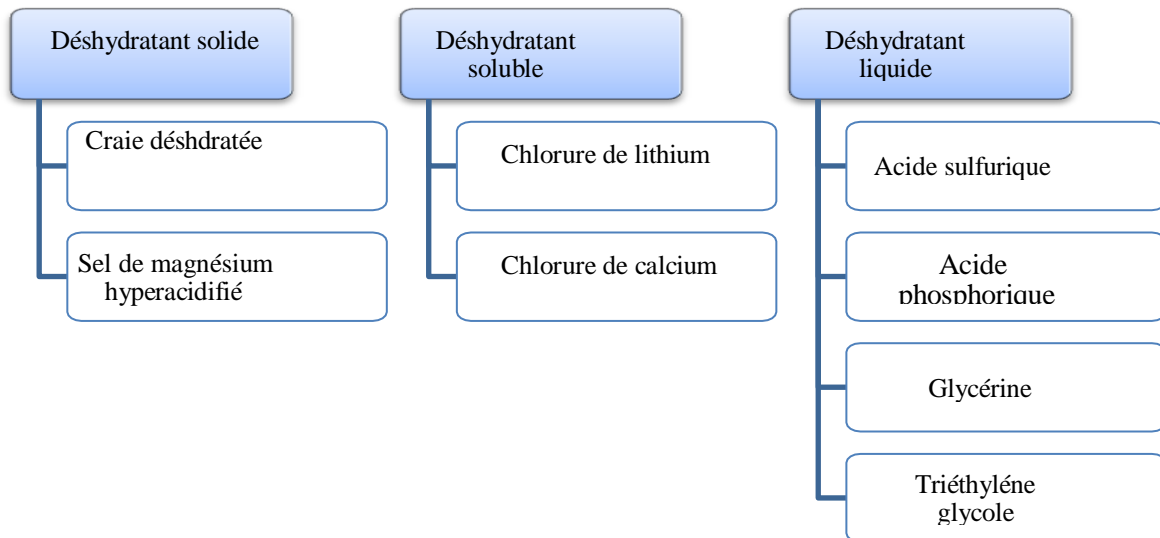 Déshydratant solide
Craie déshdratée
Sel de magnésium
hyperacidifié
Déshydratant
soluble
Chlorure de lithium
Chlorure de calcium
Déshydratant
liquide
Acide sulfurique
Acide
phosphorique
Glycérine
Triéthyléne
glycole